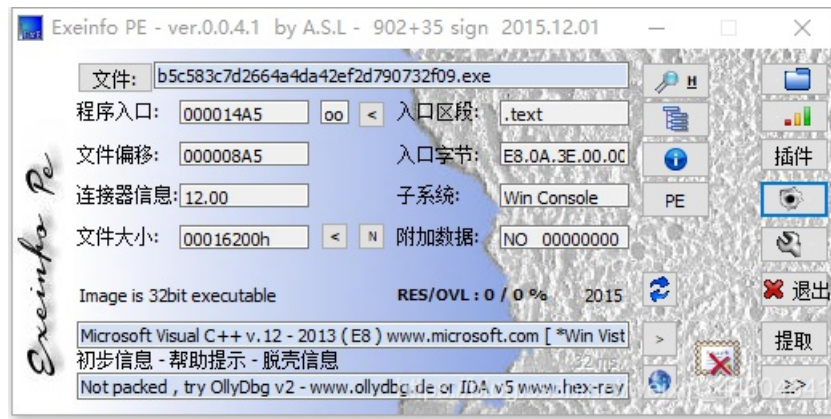 Exeinfo PE - ver.0.0.4.1 by A.S.L - 902+35 sign 2015.12.01
文件: b5c583c7d2664a4da42ef2d790732f09.exe H
程序入口: 000014A5 oo < 入口区段: .text
文件偏移: 000008A5 入口字节: E8.0A.3E.00.00 插件
连接器信息: 12.00 子系统: Win Console PE
文件大小: 00016200h < N 附加数据: NO 00000000
Image is 32bit executable RES/OVL : 0 / 0 % 2015 退出
Microsoft Visual C++ v.12 - 2013 ( E8 ) www.microsoft.com [ *Win Vist > 提取
初步信息 - 帮助提示 - 脱壳信息
Not packed , try OllyDbg v2 - www.ollydbg.de or IDA v5 www.hex-ray >>
Exeinfo Pe